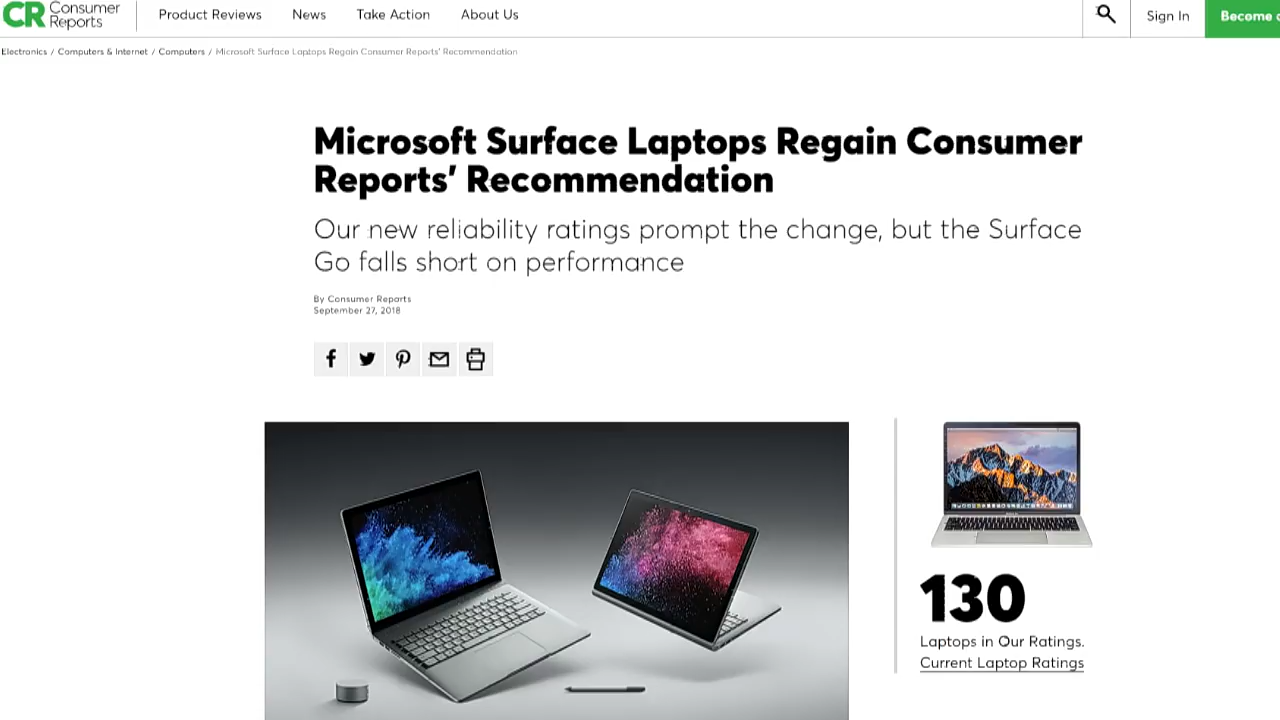 CR Consumer Reports
Product Reviews
News
Take Action
About Us
Sign In
Become
Electronics / Computers & Internet / Computers / Microsoft Surface Laptops Regain Consumer Reports' Recommendation
Microsoft Surface Laptops Regain Consumer
Reports’ Recommendation
Our new reliability ratings prompt the change, but the Surface
Go falls short on performance
By Consumer Reports
September 27, 2018
130
Laptops in Our Ratings.
Current Laptop Ratings